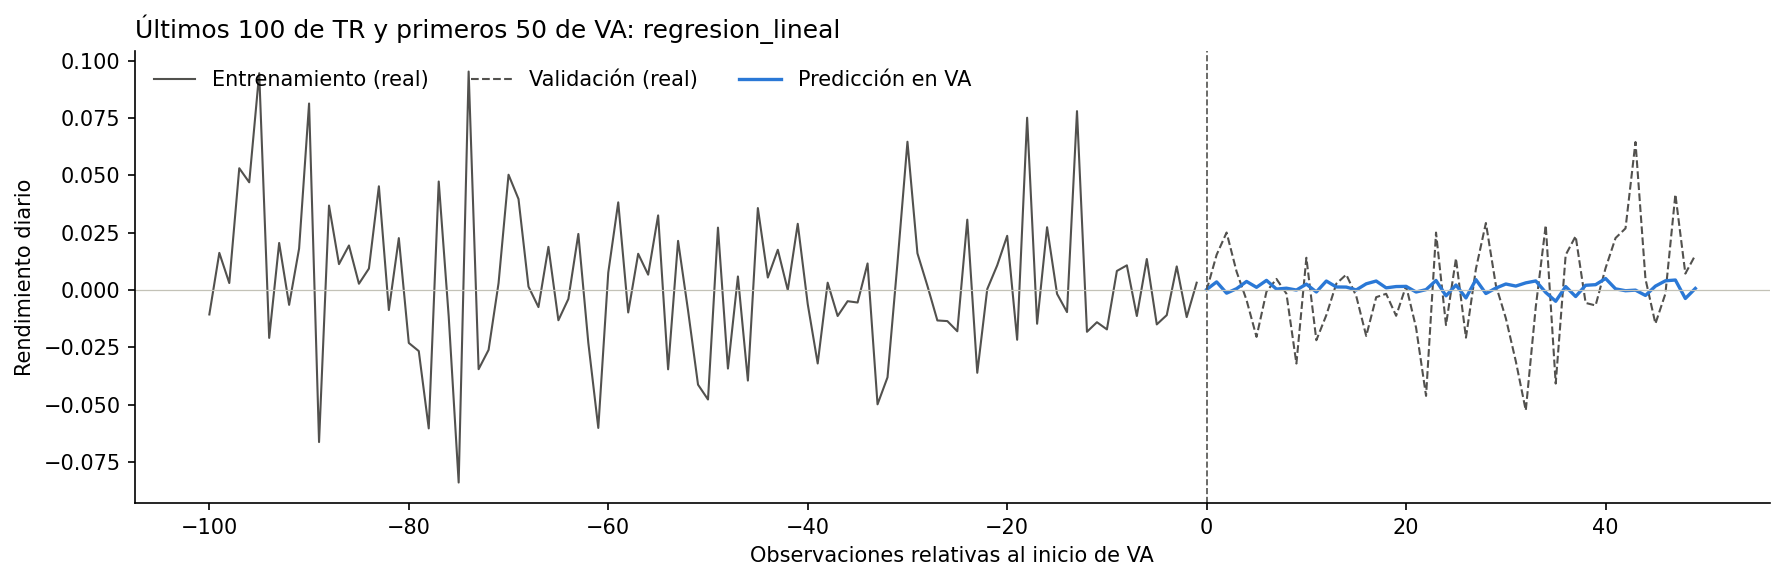 Últimos 100 de TR y primeros 50 de VA: regresion_lineal
Entrenamiento (real)
Validación (real)
Predicción en VA
Rendimiento diario
0.100
0.075
0.050
0.025
0.000
−0.025
−0.050
−0.075
−100
−80
−60
−40
−20
0
20
40
Observaciones relativas al inicio de VA